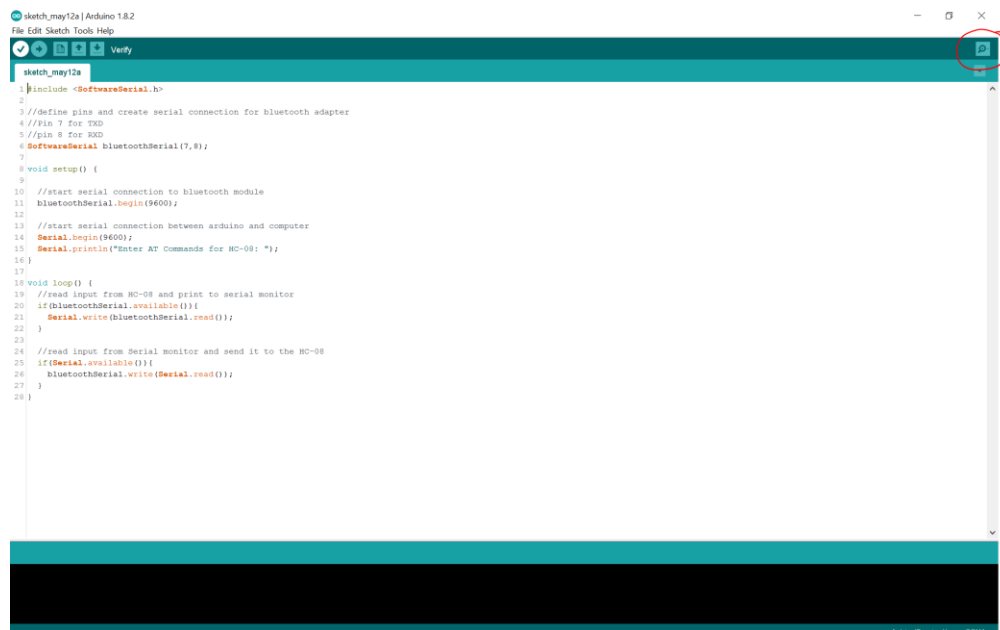 sketch_may12a | Arduino 1.8.2
File Edit Sketch Tools Help
Verify
sketch_may12a
1 #include <SoftwareSerial.h>
2
3 //define pins and create serial connection for bluetooth adapter
4 //Pin 7 for TXD
5 //pin 8 for RXD
6 SoftwareSerial bluetoothSerial(7,8);
7
8 void setup() {
9
10 //start serial connection to bluetooth module
11 bluetoothSerial.begin(9600);
12
13 //start serial connection between arduino and computer
14 Serial.begin(9600);
15 Serial.println("Enter AT Commands for HC-08: ");
16 }
17
18 void loop() {
19 //read input from HC-08 and print to serial monitor
20 if(bluetoothSerial.available()){
21 Serial.write(bluetoothSerial.read());
22 }
23
24 //read input from Serial monitor and send it to the HC-08
25 if(Serial.available()){
26 bluetoothSerial.write(Serial.read());
27 }
28 }